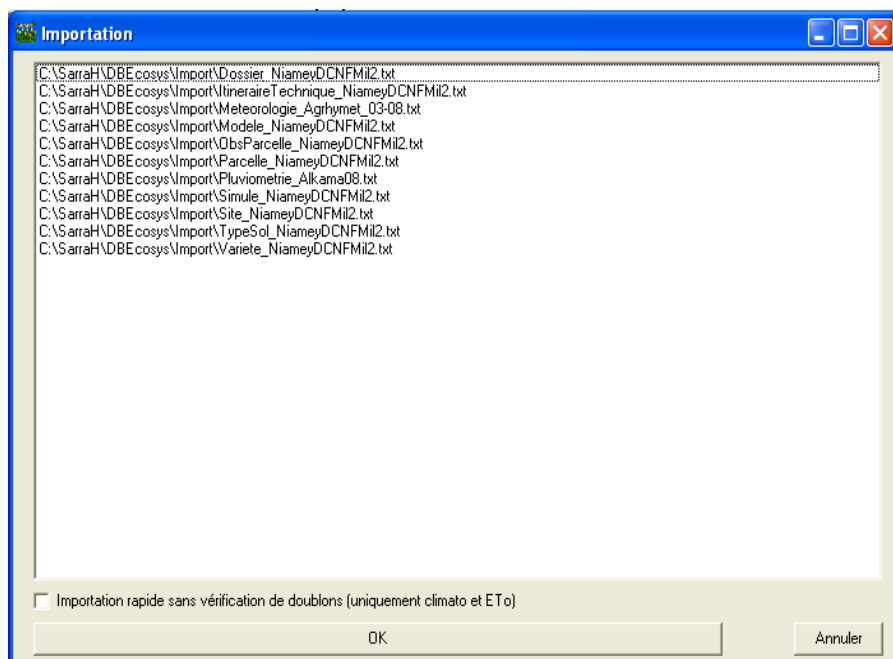 Importation
C:\SarraH\DBEcosys\Import\Dossier_NiameyDCNFMil2.txt
C:\SarraH\DBEcosys\Import\ItineraireTechnique_NiameyDCNFMil2.txt
C:\SarraH\DBEcosys\Import\Meteorologie_Agrhymet_03-08.txt
C:\SarraH\DBEcosys\Import\Modele_NiameyDCNFMil2.txt
C:\SarraH\DBEcosys\Import\ObsParcelle_NiameyDCNFMil2.txt
C:\SarraH\DBEcosys\Import\Parcelle_NiameyDCNFMil2.txt
C:\SarraH\DBEcosys\Import\Pluviometrie_Alkama08.txt
C:\SarraH\DBEcosys\Import\Simule_NiameyDCNFMil2.txt
C:\SarraH\DBEcosys\Import\Site_NiameyDCNFMil2.txt
C:\SarraH\DBEcosys\Import\TypeSol_NiameyDCNFMil2.txt
C:\SarraH\DBEcosys\Import\Variete_NiameyDCNFMil2.txt
Importation rapide sans vérification de doublons (uniquement climato et ETo)
OK
Annuler